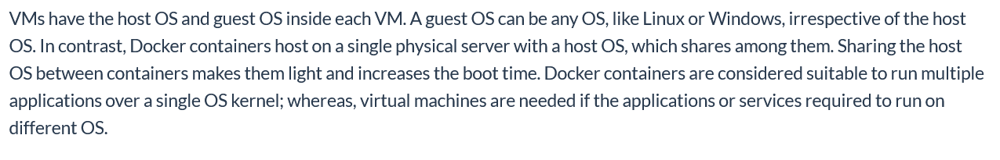 VMs have the host OS and guest OS inside each VM. A guest OS can be any OS, like Linux or Windows, irrespective of the host
OS. In contrast, Docker containers host on a single physical server with a host OS, which shares among them. Sharing the host
OS between containers makes them light and increases the boot time. Docker containers are considered suitable to run multiple
applications over a single OS kernel; whereas, virtual machines are needed if the applications or services required to run on
different OS.